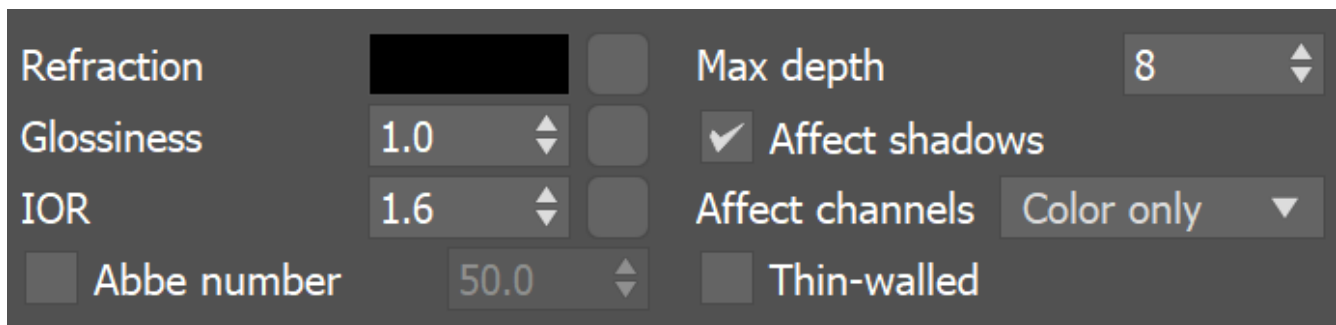 Refraction Max depth 8
Glossiness 1.0 Affect shadows
IOR 1.6 Affect channels Color only
Abbe number 50.0 Thin-walled